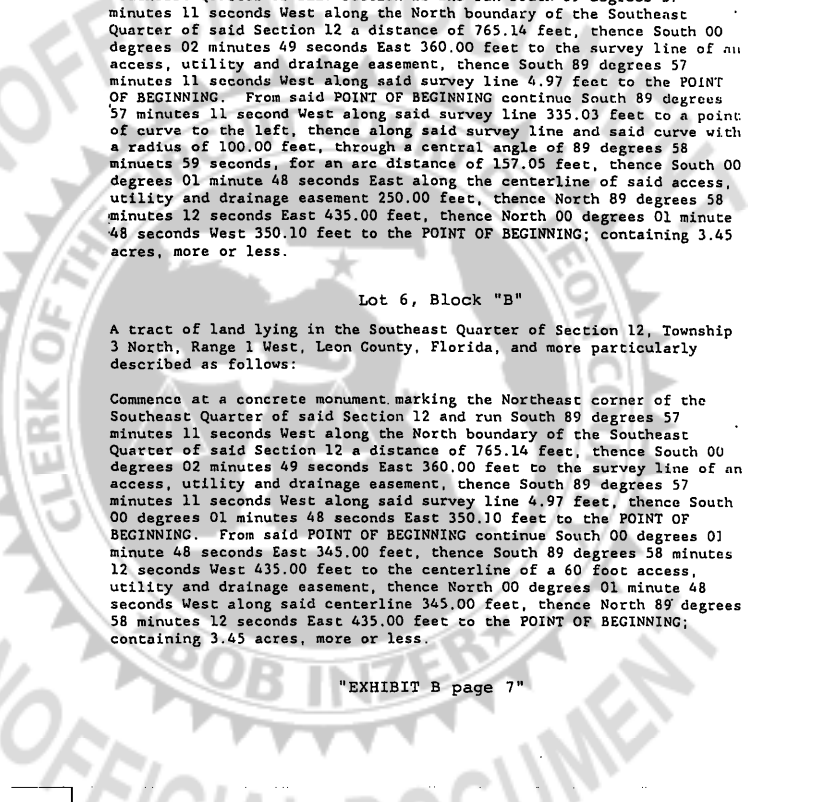 minutes 11 seconds West along the North boundary of the Southeast
Quarter of said Section 12 a distance of 765.14 feet, thence South 00
degrees 02 minutes 49 seconds East 360.00 feet to the survey line of an
access, utility and drainage easement, thence South 89 degrees 57
minutes 11 seconds West along said survey line 4.97 feet to the POINT
OF BEGINNING. From said POINT OF BEGINNING continue South 89 degrees
57 minutes 11 second West along said survey line 335.03 feet to a point
of curve to the left, thence along said survey line and said curve with
a radius of 100.00 feet, through a central angle of 89 degrees 58
minuets 59 seconds, for an arc distance of 157.05 feet, thence South 00
degrees 01 minute 48 seconds East along the centerline of said access,
utility and drainage easement 250.00 feet, thence North 89 degrees 58
minutes 12 seconds East 435.00 feet, thence North 00 degrees 01 minute
48 seconds West 350.10 feet to the POINT OF BEGINNING; containing 3.45
acres, more or less.
Lot 6, Block "B"
A tract of land lying in the Southeast Quarter of Section 12, Township
3 North, Range 1 West, Leon County, Florida, and more particularly
described as follows:
Commence at a concrete monument marking the Northeast corner of the
Southeast Quarter of said Section 12 and run South 89 degrees 57
minutes 11 seconds West along the North boundary of the Southeast
Quarter of said Section 12 a distance of 765.14 feet, thence South 00
degrees 02 minutes 49 seconds East 360.00 feet to the survey line of an
access, utility and drainage easement, thence South 89 degrees 57
minutes 11 seconds West along said survey line 4.97 feet, thence South
00 degrees 01 minutes 48 seconds East 350.10 feet to the POINT OF
BEGINNING. From said POINT OF BEGINNING continue South 00 degrees 01
minute 48 seconds East 345.00 feet, thence South 89 degrees 58 minutes
12 seconds West 435.00 feet to the centerline of a 60 foot access,
utility and drainage easement, thence North 00 degrees 01 minute 48
seconds West along said centerline 345.00 feet, thence North 89 degrees
58 minutes 12 seconds East 435.00 feet to the POINT OF BEGINNING;
containing 3.45 acres, more or less.
"EXHIBIT B page 7"
CLERK OF THE
BOB INZER